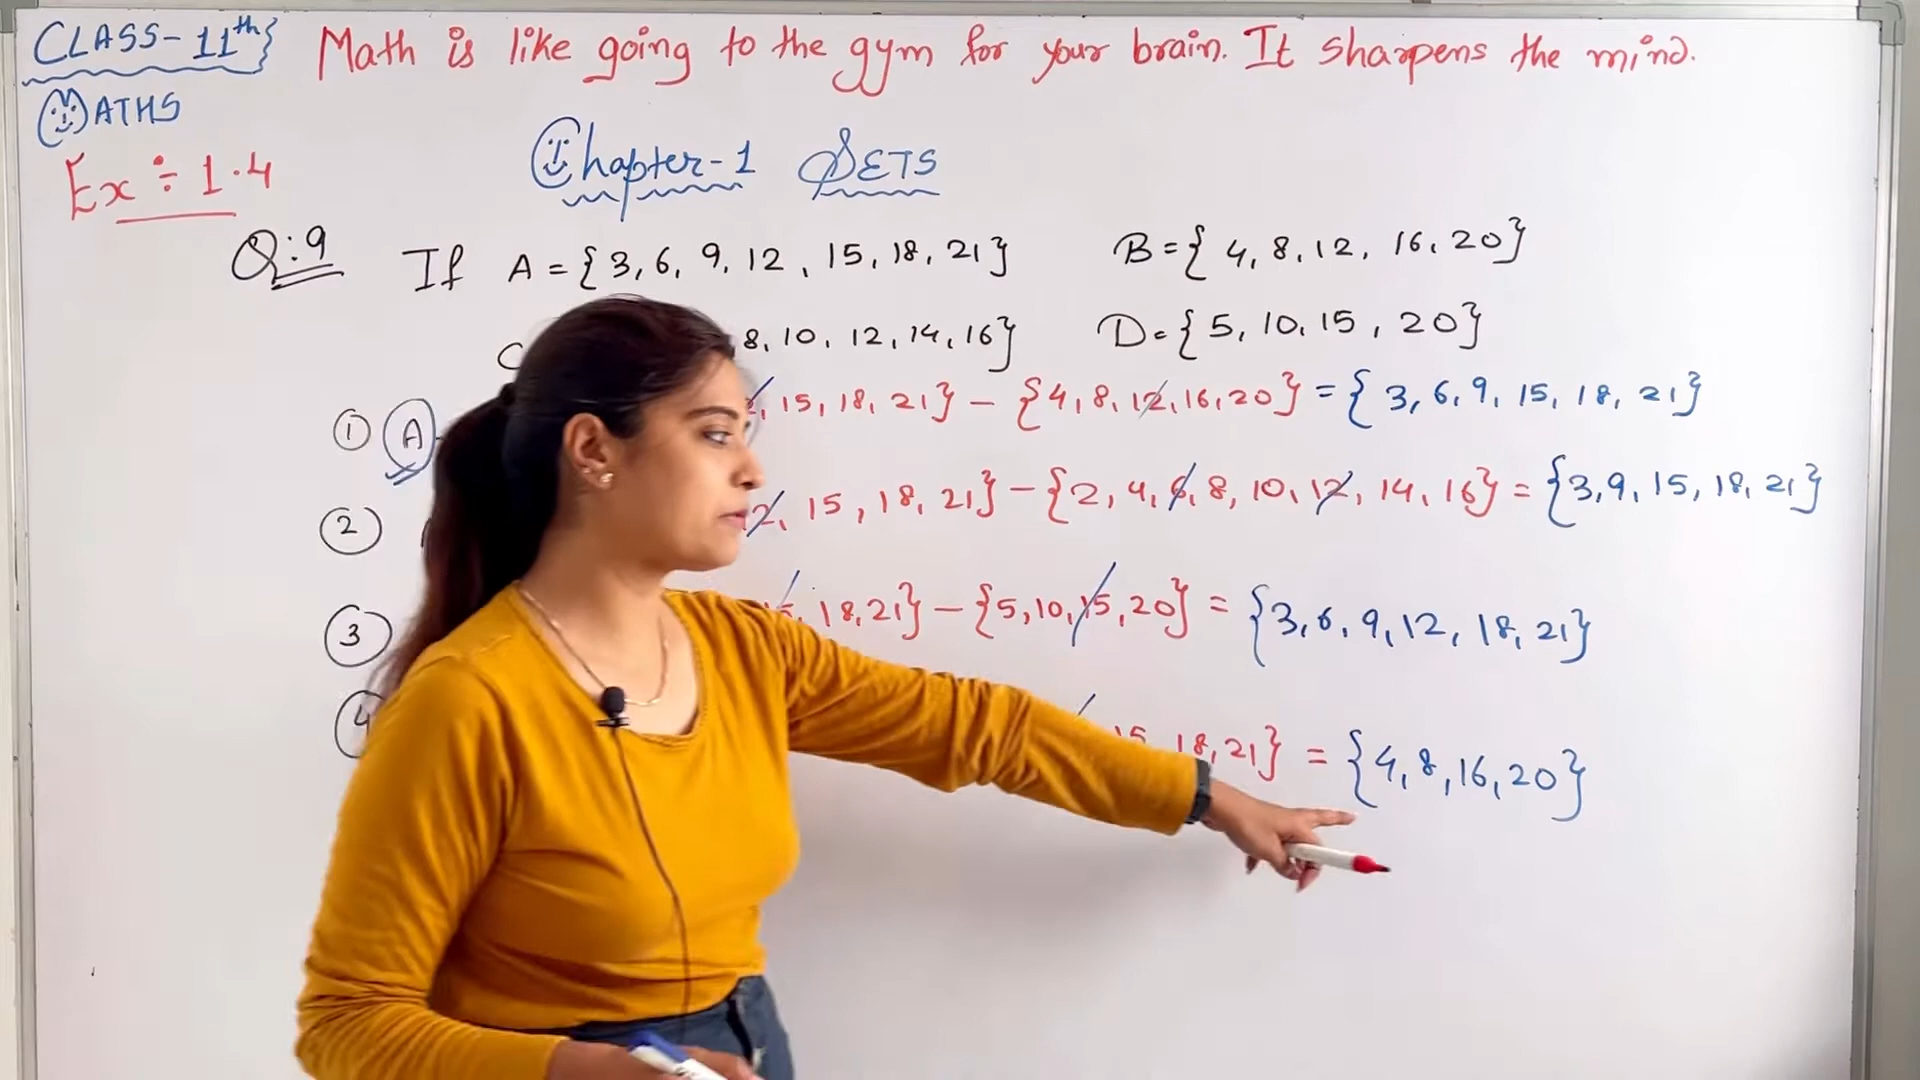 CLASS-11th} Math is like going to the gym for your brain. It sharpens the mind.
MATHS
Ex ÷ 1.4
Chapter-1 SETS
Q:9 If A = {3, 6, 9, 12, 15, 18, 21} B = { 4, 8, 12, 16, 20}
C 8, 10, 12, 14, 16} D = {5, 10, 15, 20}
① A- 15, 18, 21} - {4, 8, 12, 16, 20} = { 3, 6, 9, 15, 18, 21}
② 2, 15, 18, 21} - {2, 4, 6, 8, 10, 12, 14, 16} = {3, 9, 15, 18, 21}
③ 15, 18, 21} - {5, 10, 15, 20} = {3, 6, 9, 12, 18, 21}
④ 15, 18, 21} = {4, 8, 16, 20}